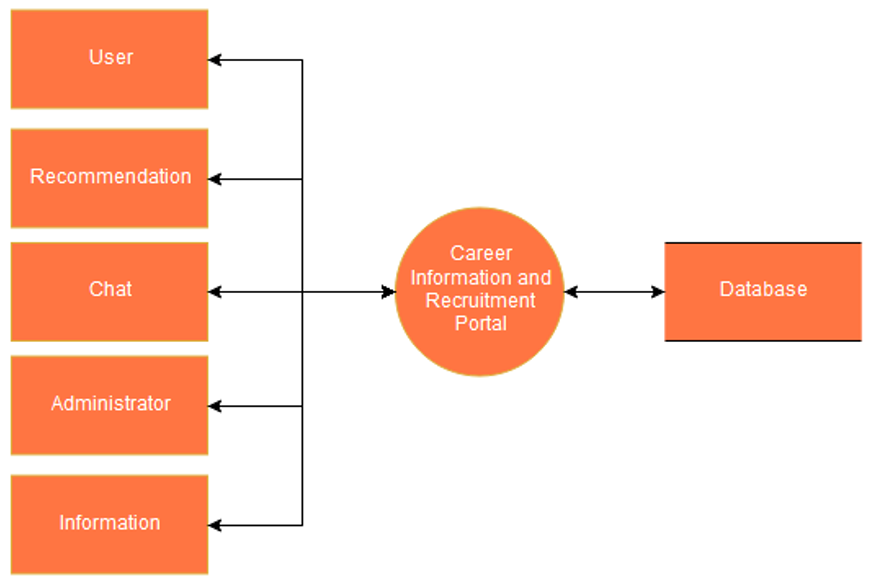 User
Recommendation
Chat
Administrator
Information
Career
Information and
Recruitment
Portal
Database